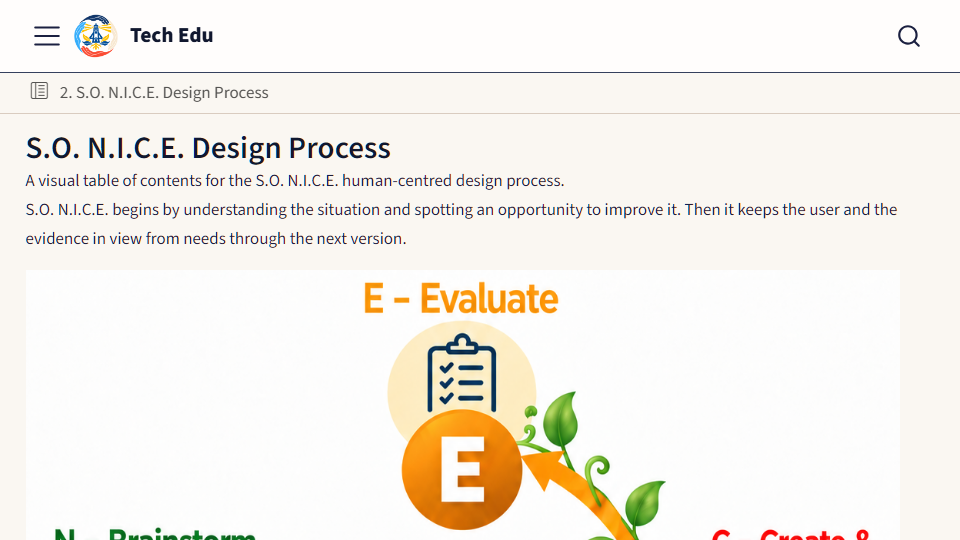 Tech Edu
2. S.O. N.I.C.E. Design Process
S.O. N.I.C.E. Design Process
A visual table of contents for the S.O. N.I.C.E. human-centred design process.
S.O. N.I.C.E. begins by understanding the situation and spotting an opportunity to improve it. Then it keeps the user and the
evidence in view from needs through the next version.
E – Evaluate
E
N – Brainstorm
C – Create &